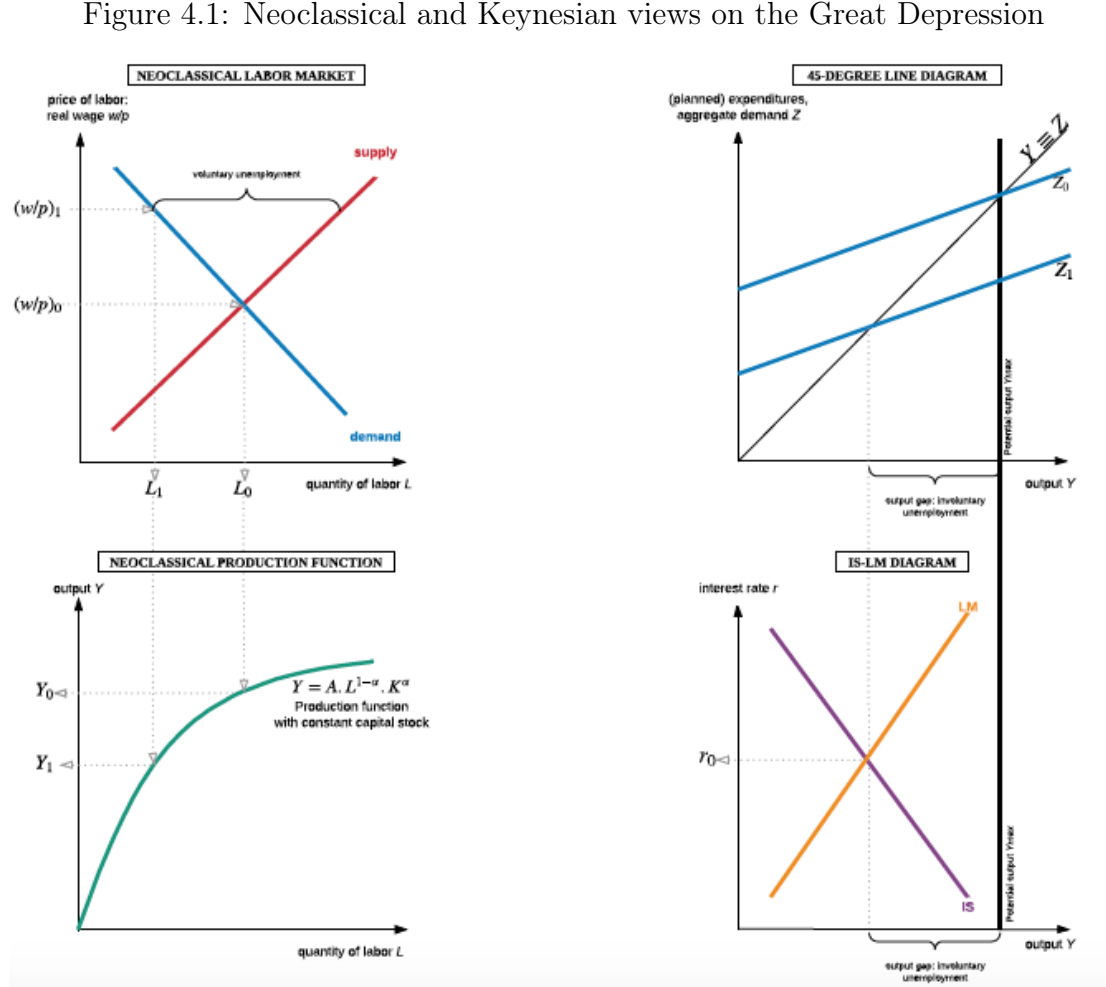 Figure 4.1: Neoclassical and Keynesian views on the Great Depression
NEOCLASSICAL LABOR MARKET
price of labor:
real wage w/p
supply
voluntary unemployment
(w/p)₁
(w/p)₀
demand
L₁
L₀
quantity of labor L
NEOCLASSICAL PRODUCTION FUNCTION
output Y
Y₀
Y = A.L¹⁻ᵅ.Kᵅ
Production function
with constant capital stock
Y₁
quantity of labor L
45-DEGREE LINE DIAGRAM
(planned) expenditures,
aggregate demand Z
Y ≡ Z
Z₀
Z₁
Potential output Ymax
output Y
output gap: involuntary
unemployment
IS-LM DIAGRAM
interest rate r
LM
r₀
Potential output Ymax
IS
output Y
output gap: involuntary
unemployment